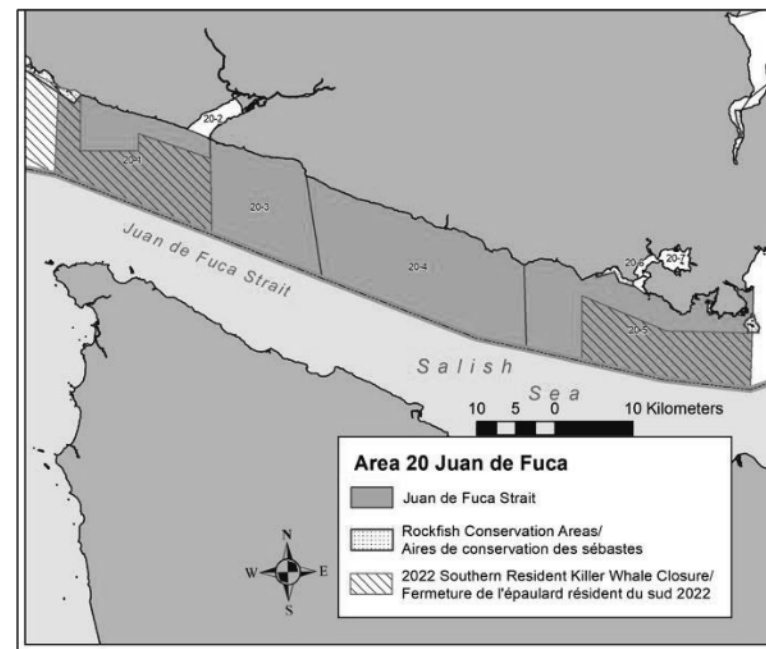 20-2
20-1
20-3
Juan de Fuca Strait
20-4
20-6
20-7
20-5
Salish
Sea
10 5 0 10 Kilometers
Area 20 Juan de Fuca
Juan de Fuca Strait
Rockfish Conservation Areas/
Aires de conservation des sébastes
2022 Southern Resident Killer Whale Closure/
Fermeture de l'épaulard résident du sud 2022
N
W E
S